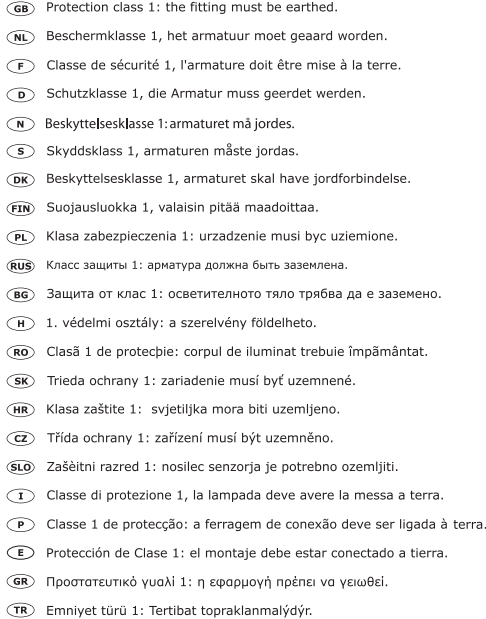 GB Protection class 1: the fitting must be earthed.
NL Beschermklasse 1, het armatuur moet geaard worden.
F Classe de sécurité 1, l'armature doit être mise à la terre.
D Schutzklasse 1, die Armatur muss geerdet werden.
N Beskyttelsesklasse 1: armaturet må jordes.
S Skyddsklass 1, armaturen måste jordas.
DK Beskyttelsesklasse 1, armaturet skal have jordforbindelse.
FIN Suojausluokka 1, valaisin pitää maadoittaa.
PL Klasa zabezpieczenia 1: urzadzenie musi byc uziemione.
RUS Класс защиты 1: арматура должна быть заземлена.
BG Защита от клас 1: осветителното тяло трябва да е заземено.
H 1. védelmi osztály: a szerelvény földelheto.
RO Clasã 1 de protecþie: corpul de iluminat trebuie împãmântat.
SK Trieda ochrany 1: zariadenie musí byť uzemnené.
HR Klasa zaštite 1: svjetiljka mora biti uzemljeno.
CZ Třída ochrany 1: zařízení musí být uzemněno.
SLO Zašèitni razred 1: nosilec senzorja je potrebno ozemljiti.
I Classe di protezione 1, la lampada deve avere la messa a terra.
P Classe 1 de protecção: a ferragem de conexão deve ser ligada à terra.
E Protección de Clase 1: el montaje debe estar conectado a tierra.
GR Προστατευτικό γυαλί 1: η εφαρμογή πρέπει να γειωθεί.
TR Emniyet türü 1: Tertibat topraklanmalýdýr.